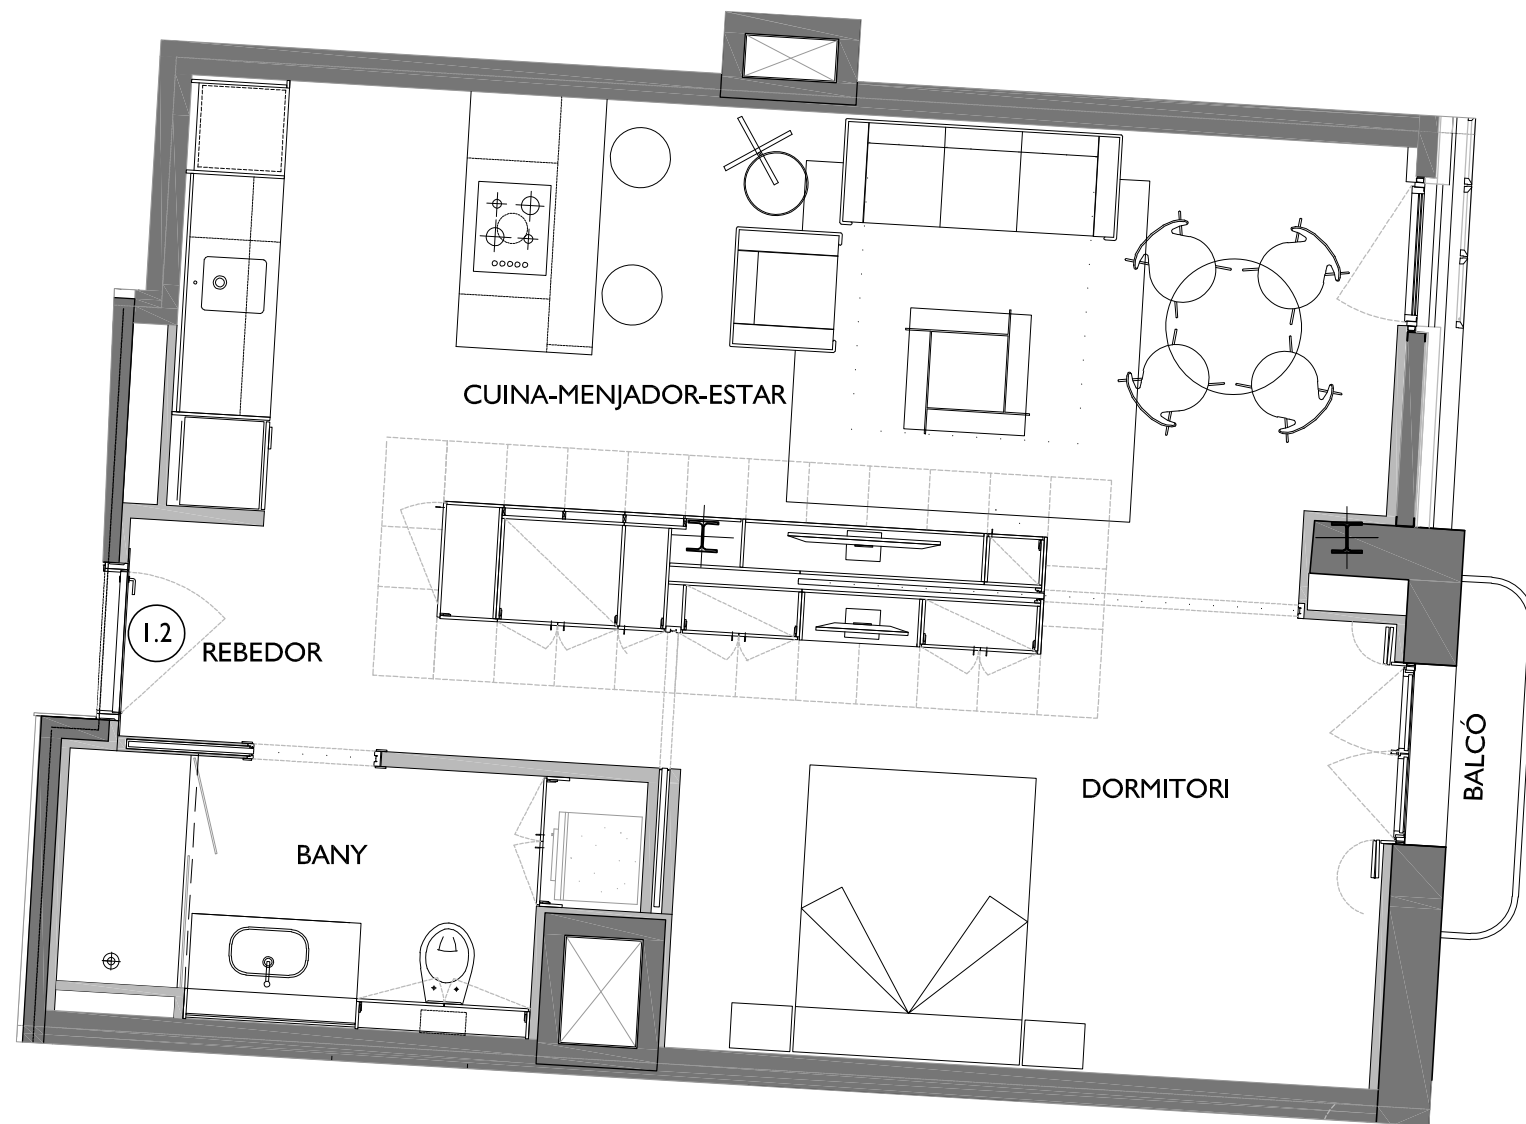 CUINA-MENJADOR-ESTAR
1.2
REBEDOR
BALCÓ
DORMITORI
BANY